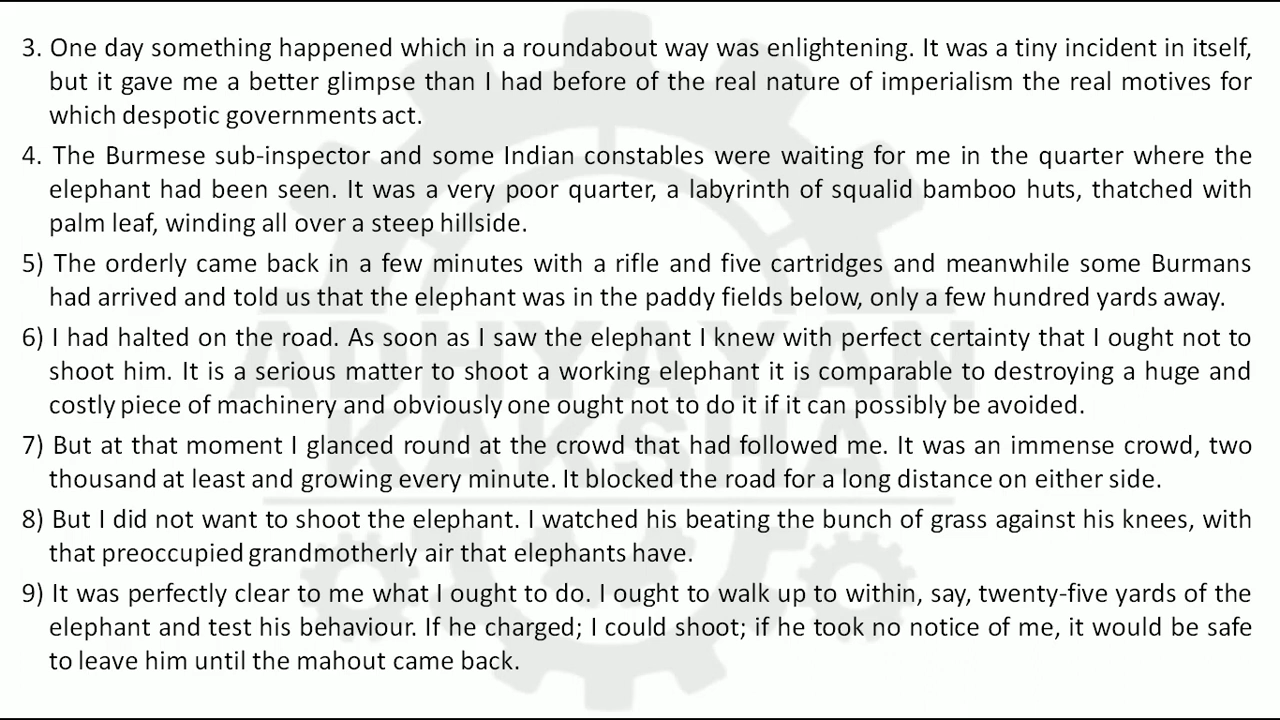 3. One day something happened which in a roundabout way was enlightening. It was a tiny incident in itself,
but it gave me a better glimpse than I had before of the real nature of imperialism the real motives for
which despotic governments act.
4. The Burmese sub-inspector and some Indian constables were waiting for me in the quarter where the
elephant had been seen. It was a very poor quarter, a labyrinth of squalid bamboo huts, thatched with
palm leaf, winding all over a steep hillside.
5) The orderly came back in a few minutes with a rifle and five cartridges and meanwhile some Burmans
had arrived and told us that the elephant was in the paddy fields below, only a few hundred yards away.
6) I had halted on the road. As soon as I saw the elephant I knew with perfect certainty that I ought not to
shoot him. It is a serious matter to shoot a working elephant it is comparable to destroying a huge and
costly piece of machinery and obviously one ought not to do it if it can possibly be avoided.
7) But at that moment I glanced round at the crowd that had followed me. It was an immense crowd, two
thousand at least and growing every minute. It blocked the road for a long distance on either side.
8) But I did not want to shoot the elephant. I watched his beating the bunch of grass against his knees, with
that preoccupied grandmotherly air that elephants have.
9) It was perfectly clear to me what I ought to do. I ought to walk up to within, say, twenty-five yards of the
elephant and test his behaviour. If he charged; I could shoot; if he took no notice of me, it would be safe
to leave him until the mahout came back.
ADHYAYAN
KAKSHA